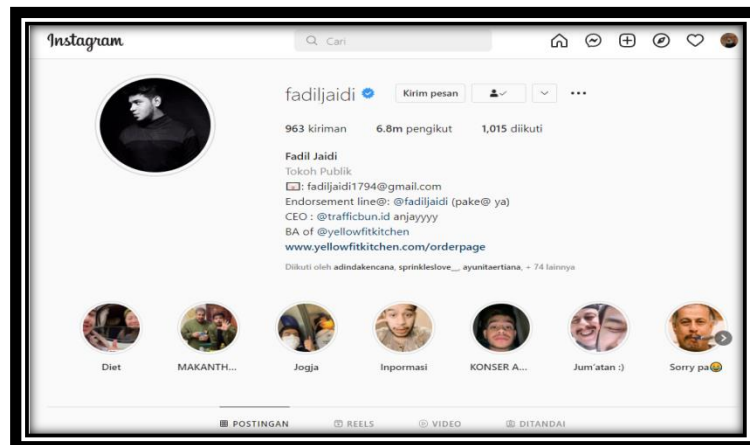 Instagram
Cari
fadiljaidi
Kirim pesan
963 kiriman 6.8m pengikut 1,015 diikuti
Fadil Jaidi
Tokoh Publik
: fadiljaidi1794@gmail.com
Endorsement line@: @fadiljaidi (pake@ ya)
CEO : @trafficbun.id anjayyyy
BA of @yellowfitkitchen
www.yellowfitkitchen.com/orderpage
Diikuti oleh adindakencana, sprinkleslove__, ayunitaertiana, + 74 lainnya
Diet MAKANTH... Jogja Inpormasi KONSER A... Jum'atan :) Sorry pa😂
POSTINGAN REELS VIDEO DITANDAI